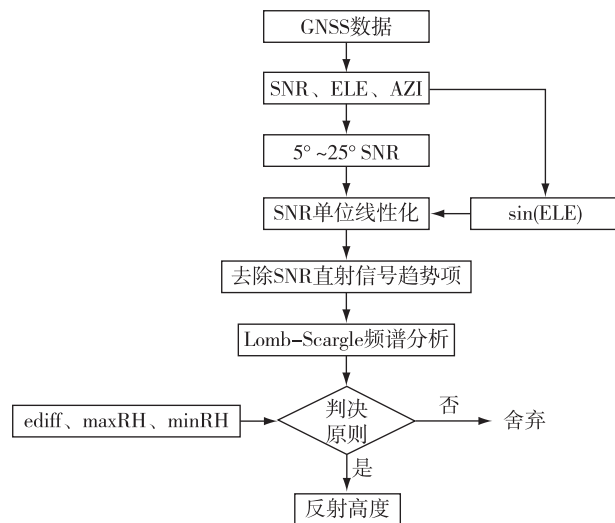 GNSS数据
SNR、ELE、AZI
5° ~25° SNR
SNR单位线性化
sin(ELE)
去除SNR直射信号趋势项
Lomb-Scargle频谱分析
ediff、maxRH、minRH
判决
原则
否
舍弃
是
反射高度